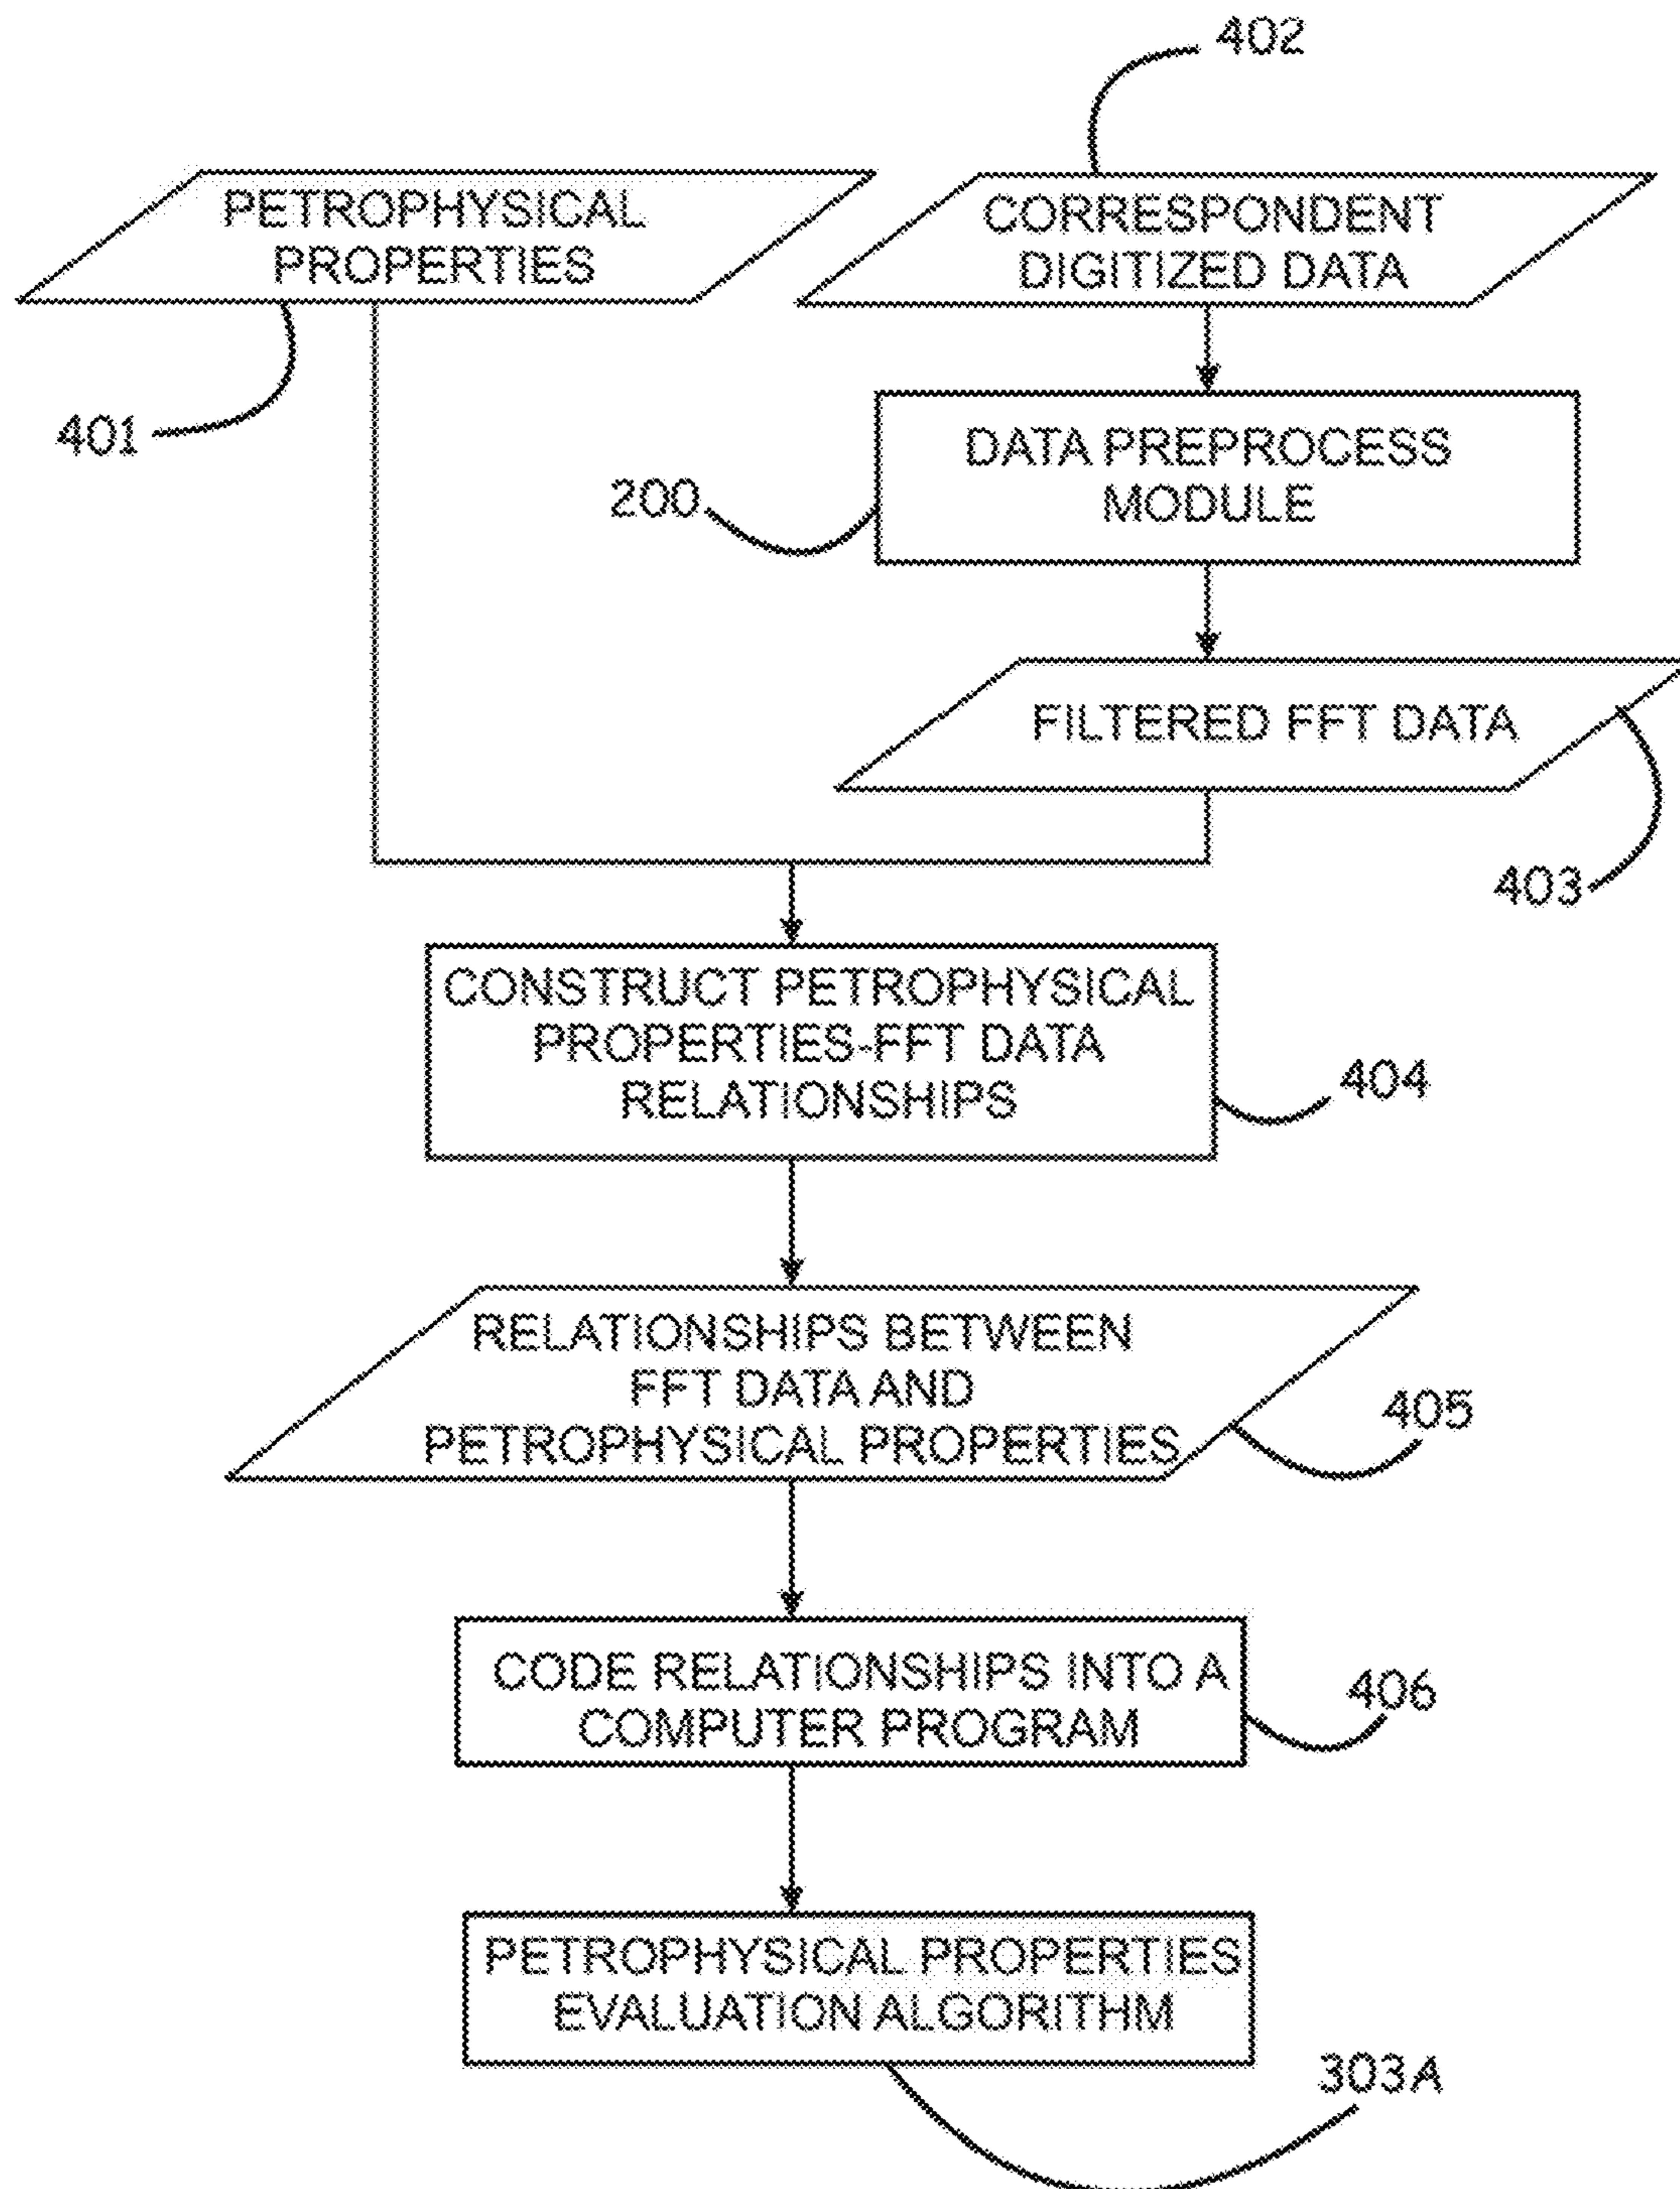 402
PETROPHYSICAL
PROPERTIES
CORRESPONDENT
DIGITIZED DATA
401
DATA PREPROCESS
MODULE
200
FILTERED FFT DATA
403
CONSTRUCT PETROPHYSICAL
PROPERTIES-FFT DATA
RELATIONSHIPS
404
RELATIONSHIPS BETWEEN
FFT DATA AND
PETROPHYSICAL PROPERTIES
405
CODE RELATIONSHIPS INTO A
COMPUTER PROGRAM
406
PETROPHYSICAL PROPERTIES
EVALUATION ALGORITHM
303A